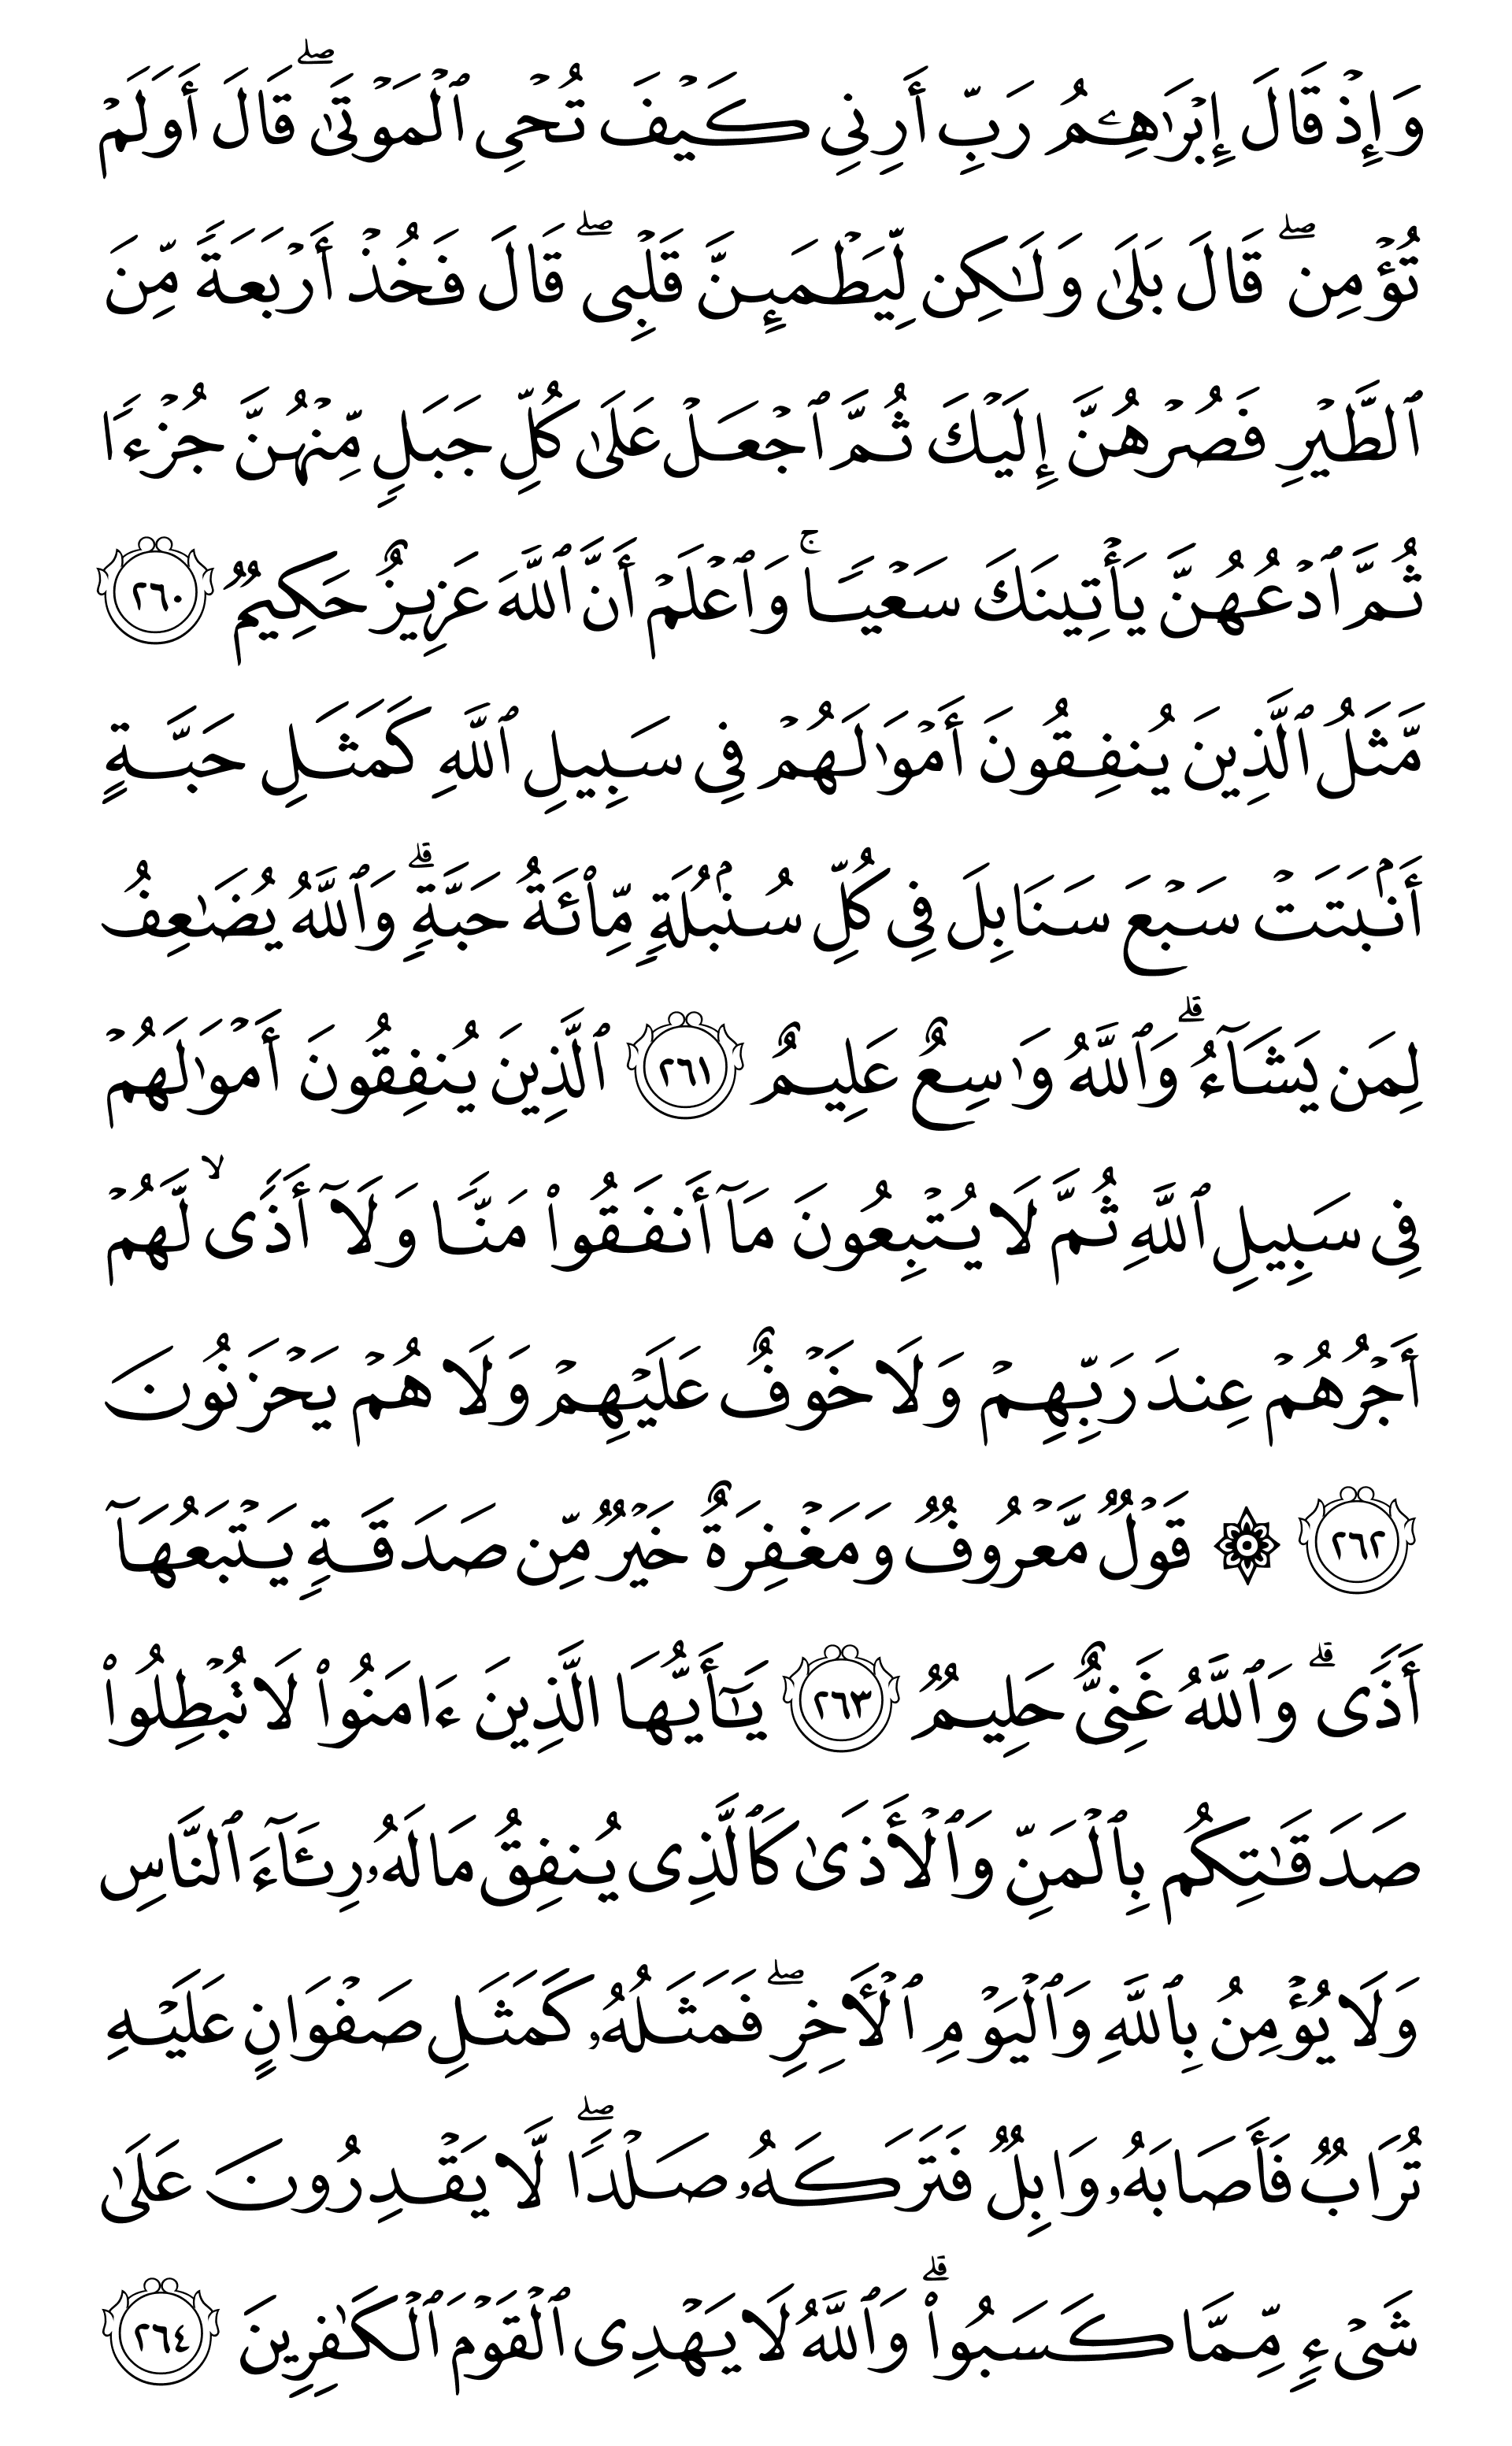 وَإِذۡ قَالَ إِبۡرَٰهِـۧمُ رَبِّ أَرِنِي كَيۡفَ تُحۡيِ ٱلۡمَوۡتَىٰۖ قَالَ أَوَلَمۡ
تُؤۡمِنۖ قَالَ بَلَىٰ وَلَٰكِن لِّيَطۡمَئِنَّ قَلۡبِيۖ قَالَ فَخُذۡ أَرۡبَعَةٗ مِّنَ
ٱلطَّيۡرِ فَصُرۡهُنَّ إِلَيۡكَ ثُمَّ ٱجۡعَلۡ عَلَىٰ كُلِّ جَبَلٖ مِّنۡهُنَّ جُزۡءٗا
ثُمَّ ٱدۡعُهُنَّ يَأۡتِينَكَ سَعۡيٗاۚ وَٱعۡلَمۡ أَنَّ ٱللَّهَ عَزِيزٌ حَكِيمٞ ٢٦٠
مَّثَلُ ٱلَّذِينَ يُنفِقُونَ أَمۡوَٰلَهُمۡ فِي سَبِيلِ ٱللَّهِ كَمَثَلِ حَبَّةٍ
أَنۢبَتَتۡ سَبۡعَ سَنَابِلَ فِي كُلِّ سُنۢبُلَةٖ مِّاْئَةُ حَبَّةٖۗ وَٱللَّهُ يُضَٰعِفُ
لِمَن يَشَآءُۗ وَٱللَّهُ وَٰسِعٌ عَلِيمٌ ٢٦١ ٱلَّذِينَ يُنفِقُونَ أَمۡوَٰلَهُمۡ
فِي سَبِيلِ ٱللَّهِ ثُمَّ لَا يُتۡبِعُونَ مَآ أَنفَقُواْ مَنّٗا وَلَآ أَذٗى لَّهُمۡ
أَجۡرُهُمۡ عِندَ رَبِّهِمۡ وَلَا خَوۡفٌ عَلَيۡهِمۡ وَلَا هُمۡ يَحۡزَنُونَ
٢٦٢ ۞ قَوۡلٞ مَّعۡرُوفٞ وَمَغۡفِرَةٌ خَيۡرٞ مِّن صَدَقَةٖ يَتۡبَعُهَآ
أَذٗىۗ وَٱللَّهُ غَنِيٌّ حَلِيمٞ ٢٦٣ يَٰٓأَيُّهَا ٱلَّذِينَ ءَامَنُواْ لَا تُبۡطِلُواْ
صَدَقَٰتِكُم بِٱلۡمَنِّ وَٱلۡأَذَىٰ كَٱلَّذِي يُنفِقُ مَالَهُۥ رِئَآءَ ٱلنَّاسِ
وَلَا يُؤۡمِنُ بِٱللَّهِ وَٱلۡيَوۡمِ ٱلۡأٓخِرِۖ فَمَثَلُهُۥ كَمَثَلِ صَفۡوَانٍ عَلَيۡهِ
تُرَابٞ فَأَصَابَهُۥ وَابِلٞ فَتَرَكَهُۥ صَلۡدٗاۖ لَّا يَقۡدِرُونَ عَلَىٰ
شَيۡءٖ مِّمَّا كَسَبُواْۗ وَٱللَّهُ لَا يَهۡدِي ٱلۡقَوۡمَ ٱلۡكَٰفِرِينَ ٢٦٤